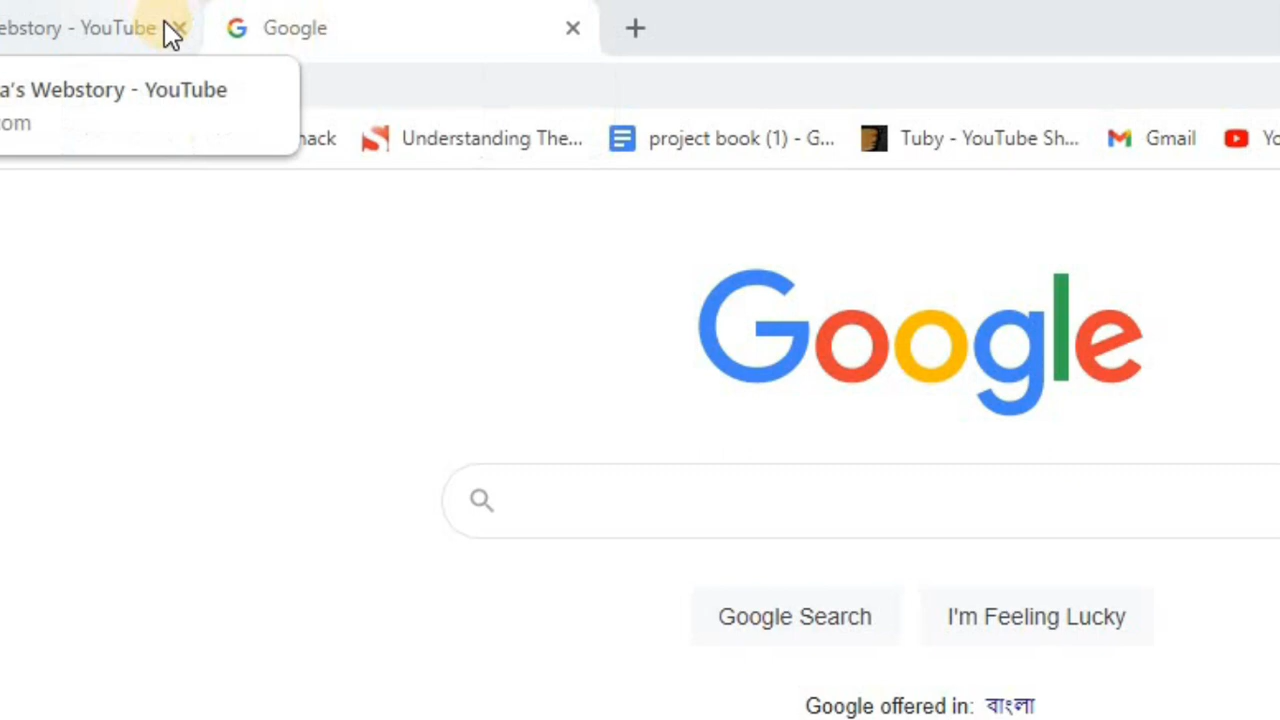 ebstory - YouTube
Google
a's Webstory - YouTube
om
hack Understanding The... project book (1) - G... Tuby - YouTube Sh... Gmail Yo
Google
Google Search I'm Feeling Lucky
Google offered in: বাংলা